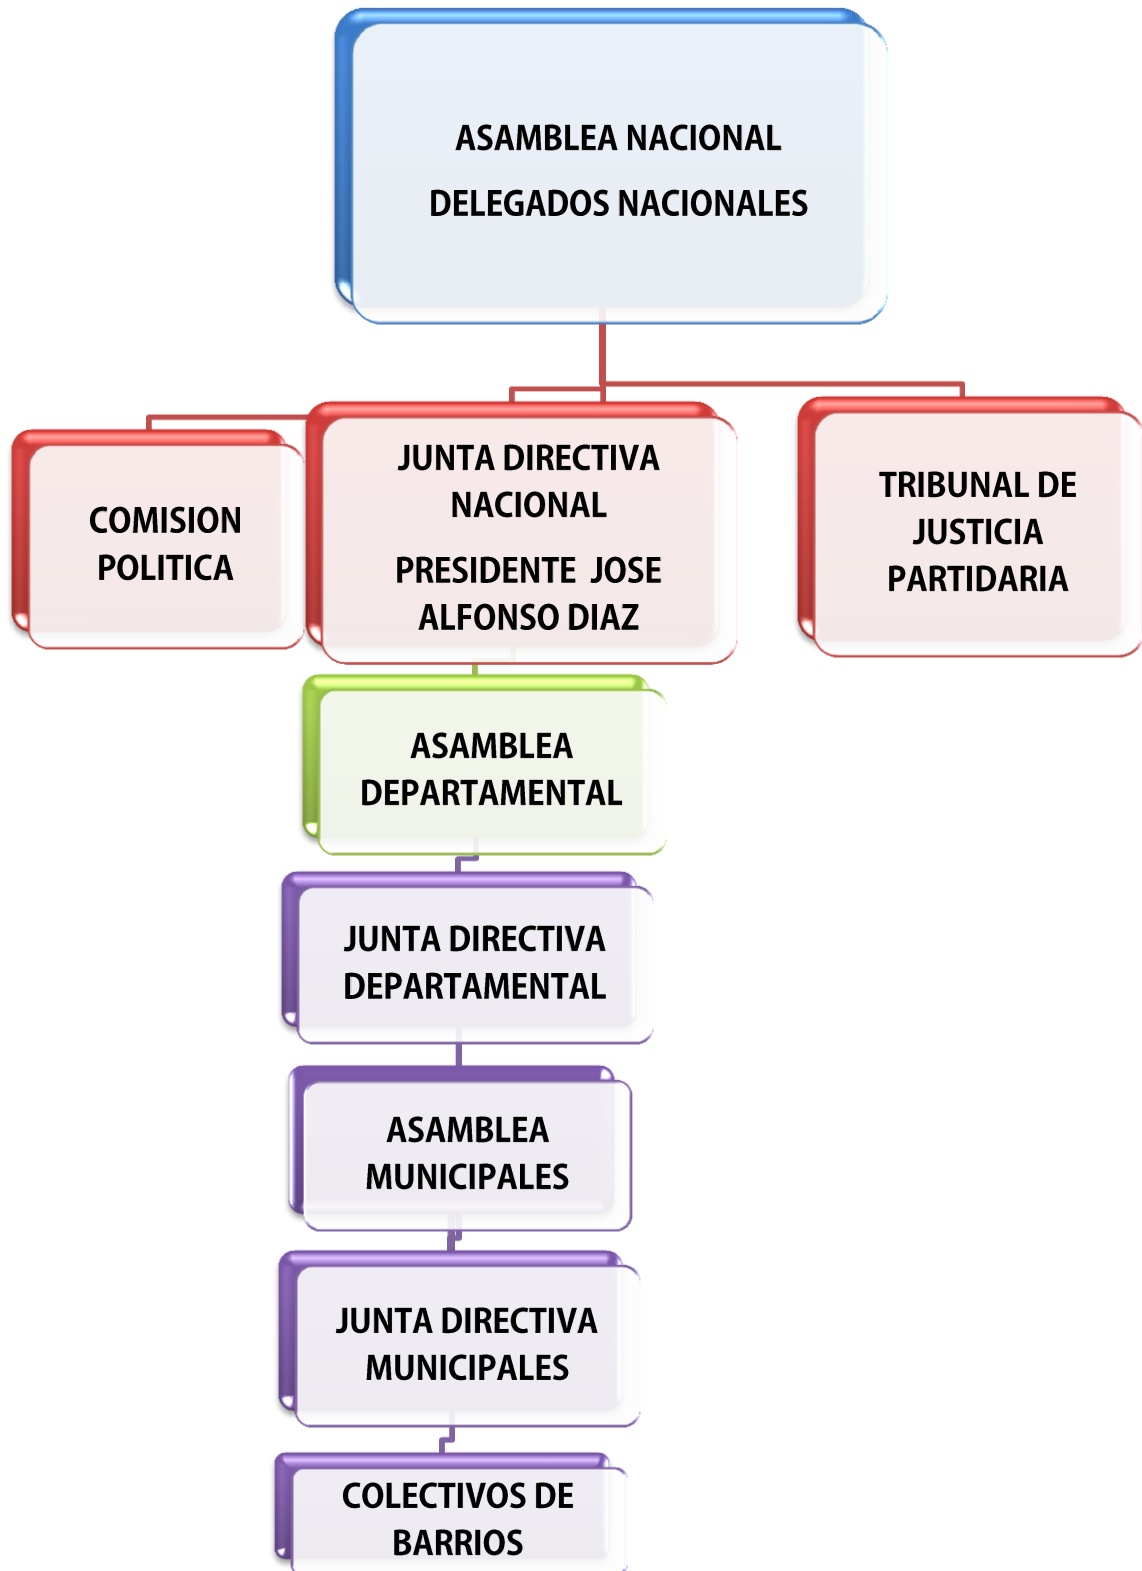 ASAMBLEA NACIONAL
DELEGADOS NACIONALES
COMISION
POLITICA
JUNTA DIRECTIVA
NACIONAL
PRESIDENTE JOSE
ALFONSO DIAZ
TRIBUNAL DE
JUSTICIA
PARTIDARIA
ASAMBLEA
DEPARTAMENTAL
JUNTA DIRECTIVA
DEPARTAMENTAL
ASAMBLEA
MUNICIPALES
JUNTA DIRECTIVA
MUNICIPALES
COLECTIVOS DE
BARRIOS